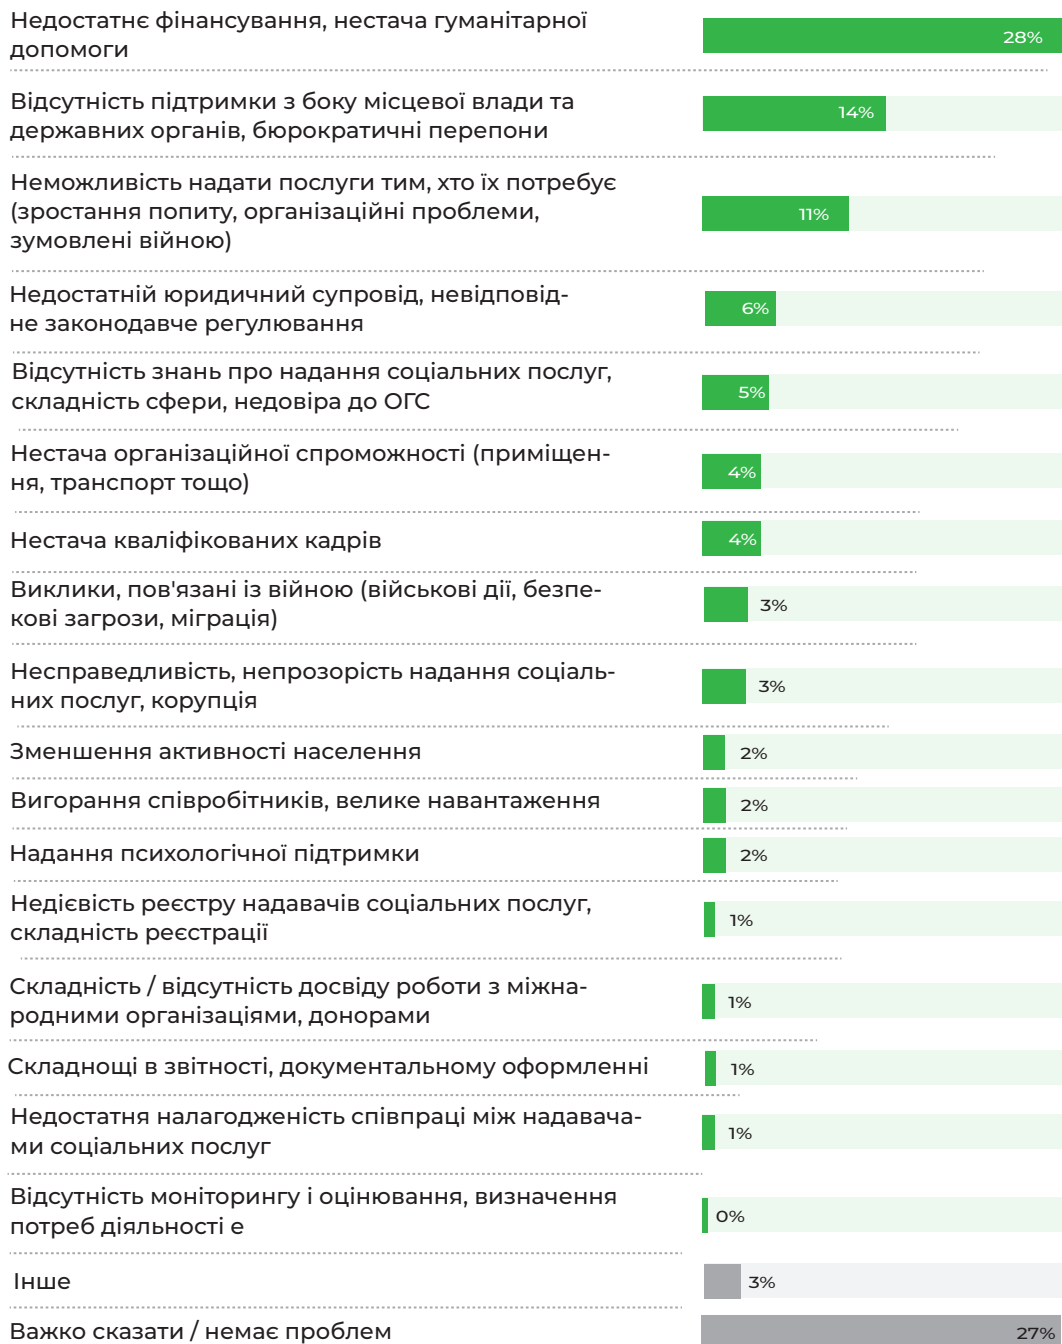 Недостатнє фінансування, нестача гуманітарної
допомоги
28%
Відсутність підтримки з боку місцевої влади та
державних органів, бюрократичні перепони
14%
Неможливість надати послуги тим, хто їх потребує
(зростання попиту, організаційні проблеми,
зумовлені війною)
11%
Недостатній юридичний супровід, невідповід-
не законодавче регулювання
6%
Відсутність знань про надання соціальних послуг,
складність сфери, недовіра до ОГС
5%
Нестача організаційної спроможності (приміщен-
ня, транспорт тощо)
4%
Нестача кваліфікованих кадрів
4%
Виклики, пов'язані із війною (військові дії, безпе-
кові загрози, міграція)
3%
Несправедливість, непрозорість надання соціаль-
них послуг, корупція
3%
Зменшення активності населення
2%
Вигорання співробітників, велике навантаження
2%
Надання психологічної підтримки
2%
Недієвість реєстру надавачів соціальних послуг,
складність реєстрації
1%
Складність / відсутність досвіду роботи з міжна-
родними організаціями, донорами
1%
Складнощі в звітності, документальному оформленні
1%
Недостатня налагодженість співпраці між надавача-
ми соціальних послуг
1%
Відсутність моніторингу і оцінювання, визначення
потреб діяльності е
0%
Інше
3%
Важко сказати / немає проблем
27%